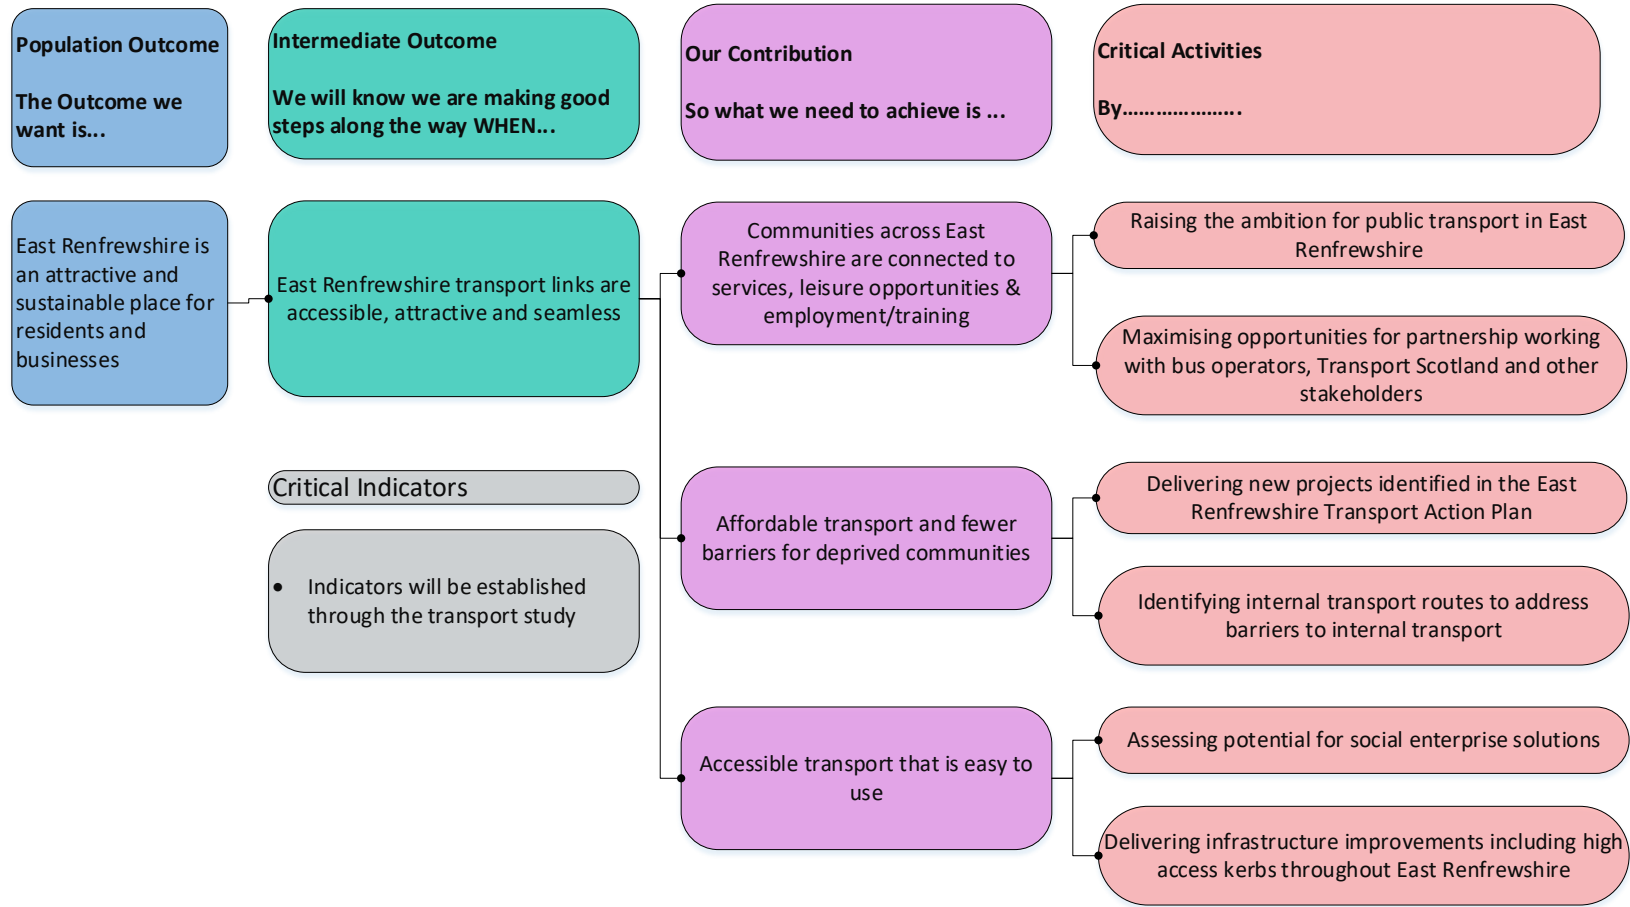 Population Outcome
The Outcome we
want is...
Intermediate Outcome
We will know we are making good
steps along the way WHEN...
Our Contribution
So what we need to achieve is ...
Critical Activities
By.....................
East Renfrewshire is
an attractive and
sustainable place for
residents and
businesses
East Renfrewshire transport links are
accessible, attractive and seamless
Critical Indicators
• Indicators will be established
through the transport study
Communities across East
Renfrewshire are connected to
services, leisure opportunities &
employment/training
Raising the ambition for public transport in East
Renfrewshire
Maximising opportunities for partnership working
with bus operators, Transport Scotland and other
stakeholders
Affordable transport and fewer
barriers for deprived communities
Delivering new projects identified in the East
Renfrewshire Transport Action Plan
Identifying internal transport routes to address
barriers to internal transport
Accessible transport that is easy to
use
Assessing potential for social enterprise solutions
Delivering infrastructure improvements including high
access kerbs throughout East Renfrewshire